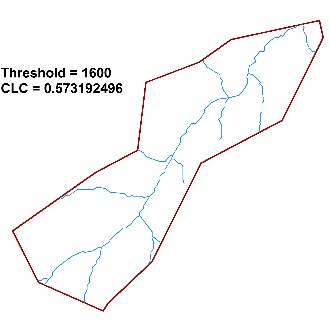 Threshold = 1600
CLC = 0.573192496